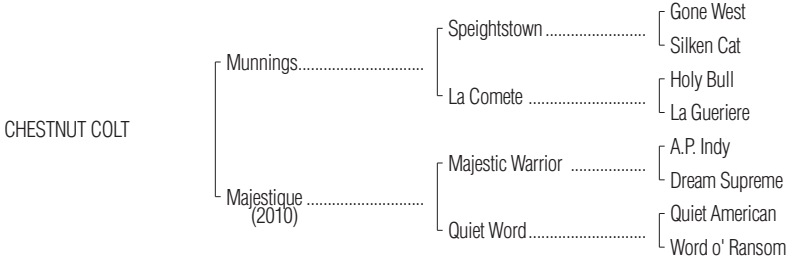 Gone West
Speightstown
Silken Cat
Munnings
Holy Bull
La Comete
La Gueriere
CHESTNUT COLT
A.P. Indy
Majestic Warrior
Dream Supreme
Majestique
(2010)
Quiet American
Quiet Word
Word o' Ransom